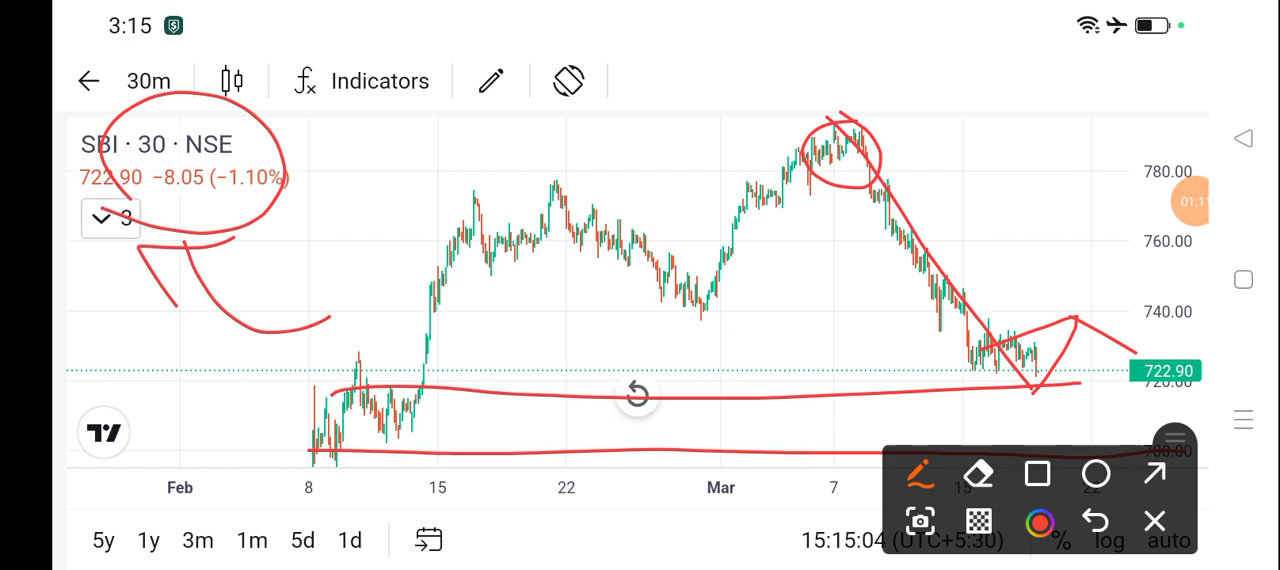 3:15
30m Indicators
SBI · 30 · NSE
722.90 −8.05 (−1.10%)
3
780.00
01:1
760.00
740.00
722.90
720.00
700.00
Feb 8 15 22 Mar 7 15 22
5y 1y 3m 1m 5d 1d 15:15:04 (UTC+5:30) % log auto